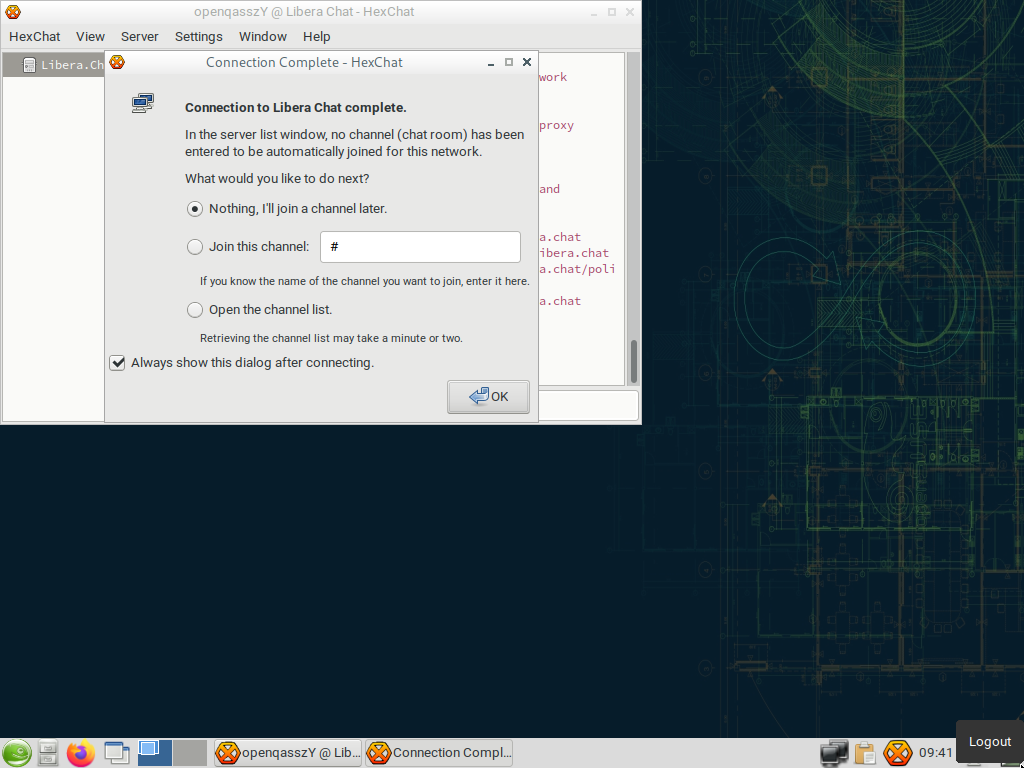 openqasszY @ Libera Chat - HexChat
HexChat View Server Settings Window Help
Libera.Ch
Connection Complete - HexChat
work
Connection to Libera Chat complete.
proxy
In the server list window, no channel (chat room) has been
entered to be automatically joined for this network.
What would you like to do next?
and
Nothing, I'll join a channel later.
a.chat
Join this channel: #
ibera.chat
a.chat/poli
If you know the name of the channel you want to join, enter it here.
a.chat
Open the channel list.
Retrieving the channel list may take a minute or two.
Always show this dialog after connecting.
OK
openqasszY @ Lib...
Connection Compl...
09:41
Logout